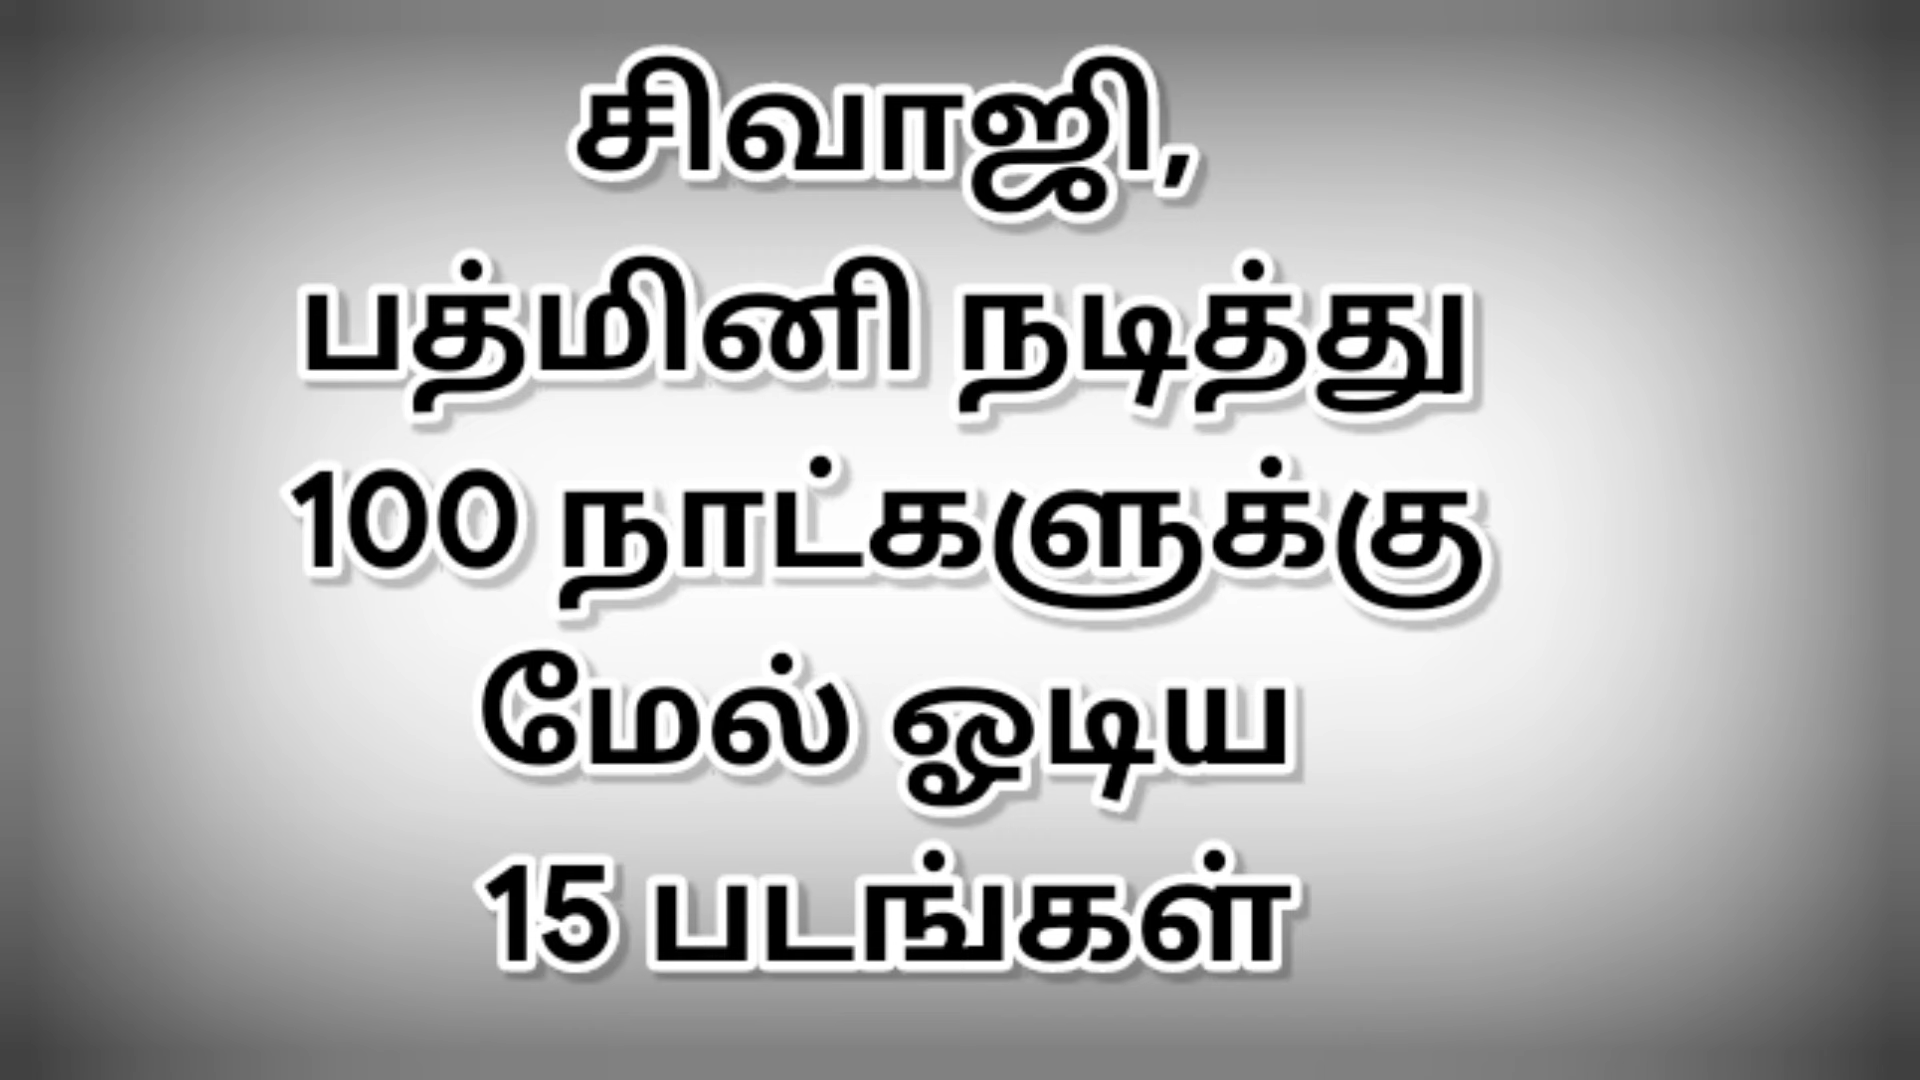 சிவாஜி,
பத்மினி நடித்து
100 நாட்களுக்கு
மேல் ஓடிய
15 படங்கள்